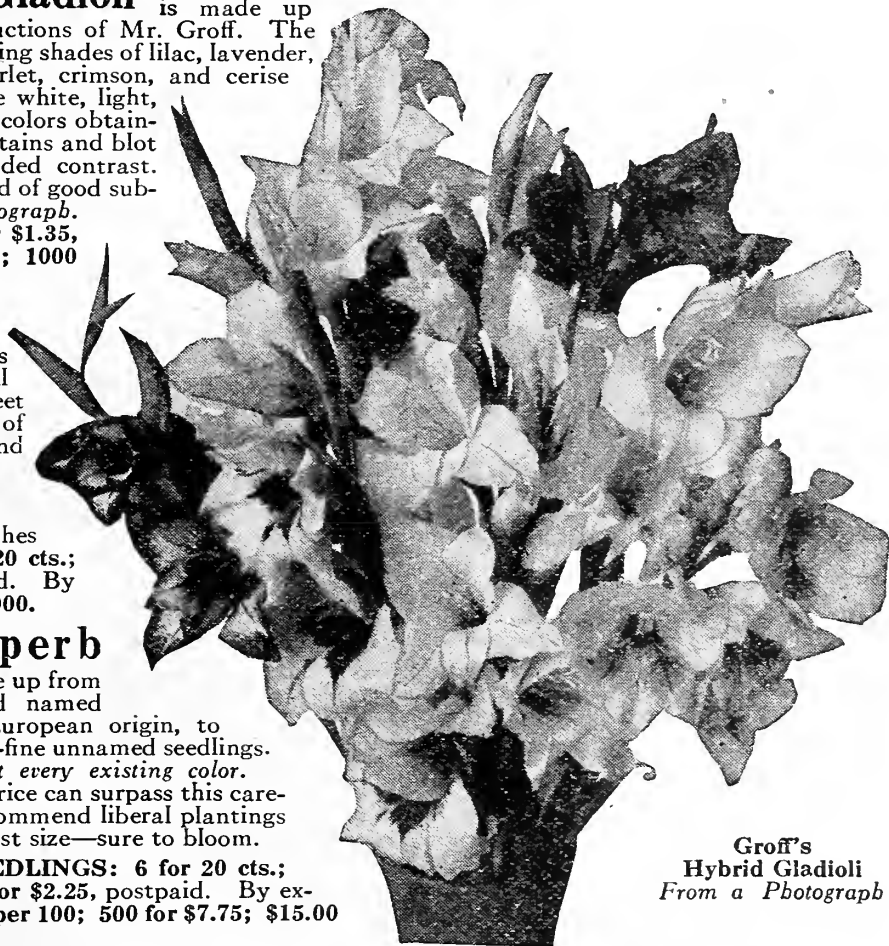 is made up
ctions of Mr. Groff. The
ing shades of lilac, lavender,
rlet, crimson, and cerise
e white, light,
colors obtain-
tains and blot
ded contrast.
d of good sub-
ograph.
$1.35,
; 1000
s
l
eet
of
nd
hes
20 cts.;
d. By
000.
perb
e up from
d named
uropean origin, to
-fine unnamed seedlings.
t every existing color.
rice can surpass this care-
ommend liberal plantings
st size—sure to bloom.
EDLINGS: 6 for 20 cts.;
or $2.25, postpaid. By ex-
per 100; 500 for $7.75; $15.00
Groff's
Hybrid Gladioli
From a Photograph